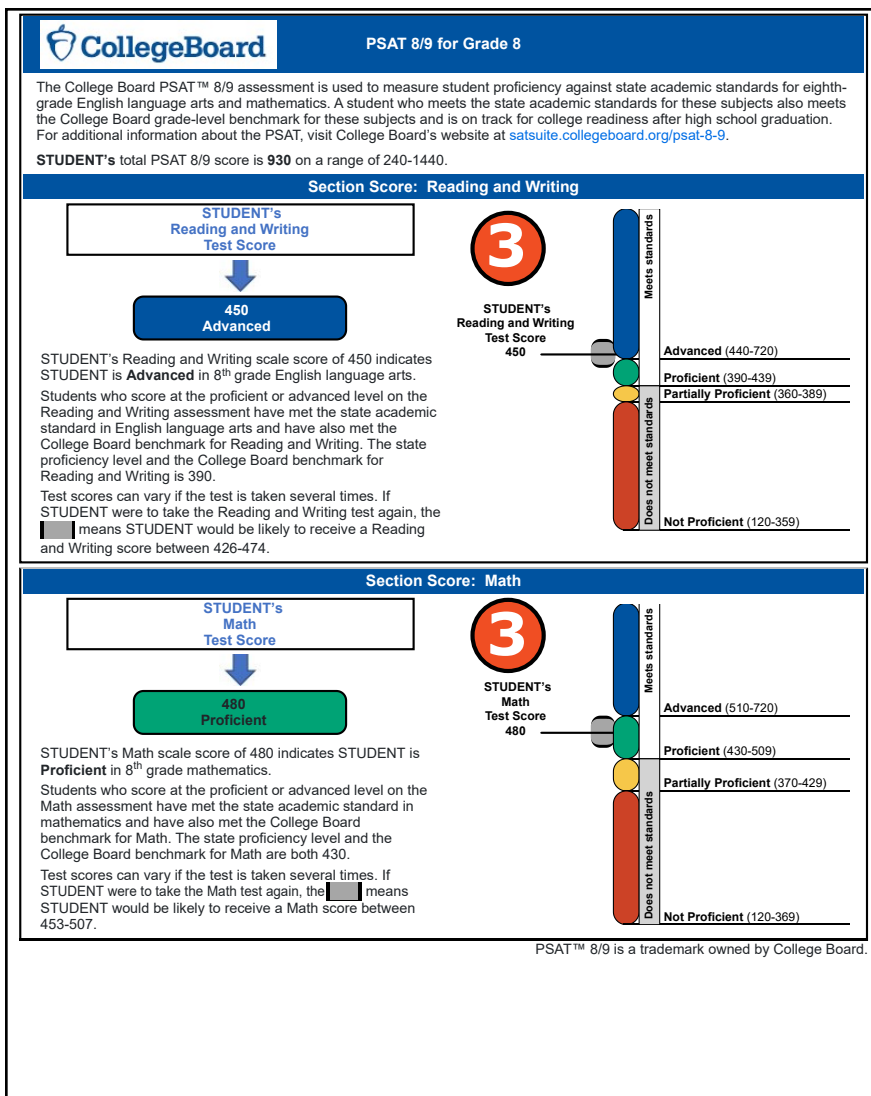 CollegeBoard
PSAT 8/9 for Grade 8
The College Board PSAT™ 8/9 assessment is used to measure student proficiency against state academic standards for eighth-
grade English language arts and mathematics. A student who meets the state academic standards for these subjects also meets
the College Board grade-level benchmark for these subjects and is on track for college readiness after high school graduation.
For additional information about the PSAT, visit College Board's website at satsuite.collegeboard.org/psat-8-9.
STUDENT's total PSAT 8/9 score is 930 on a range of 240-1440.
Section Score: Reading and Writing
STUDENT's
Reading and Writing
Test Score
450
Advanced
STUDENT's Reading and Writing scale score of 450 indicates
STUDENT is Advanced in 8th grade English language arts.
Students who score at the proficient or advanced level on the
Reading and Writing assessment have met the state academic
standard in English language arts and have also met the
College Board benchmark for Reading and Writing. The state
proficiency level and the College Board benchmark for
Reading and Writing is 390.
Test scores can vary if the test is taken several times. If
STUDENT were to take the Reading and Writing test again, the
means STUDENT would be likely to receive a Reading
and Writing score between 426-474.
3
STUDENT's
Reading and Writing
Test Score
450
Meets standards
Does not meet standards
Advanced (440-720)
Proficient (390-439)
Partially Proficient (360-389)
Not Proficient (120-359)
Section Score: Math
STUDENT's
Math
Test Score
480
Proficient
STUDENT's Math scale score of 480 indicates STUDENT is
Proficient in 8th grade mathematics.
Students who score at the proficient or advanced level on the
Math assessment have met the state academic standard in
mathematics and have also met the College Board
benchmark for Math. The state proficiency level and the
College Board benchmark for Math are both 430.
Test scores can vary if the test is taken several times. If
STUDENT were to take the Math test again, the means
STUDENT would be likely to receive a Math score between
453-507.
3
STUDENT's
Math
Test Score
480
Meets standards
Does not meet standards
Advanced (510-720)
Proficient (430-509)
Partially Proficient (370-429)
Not Proficient (120-369)
PSAT™ 8/9 is a trademark owned by College Board.